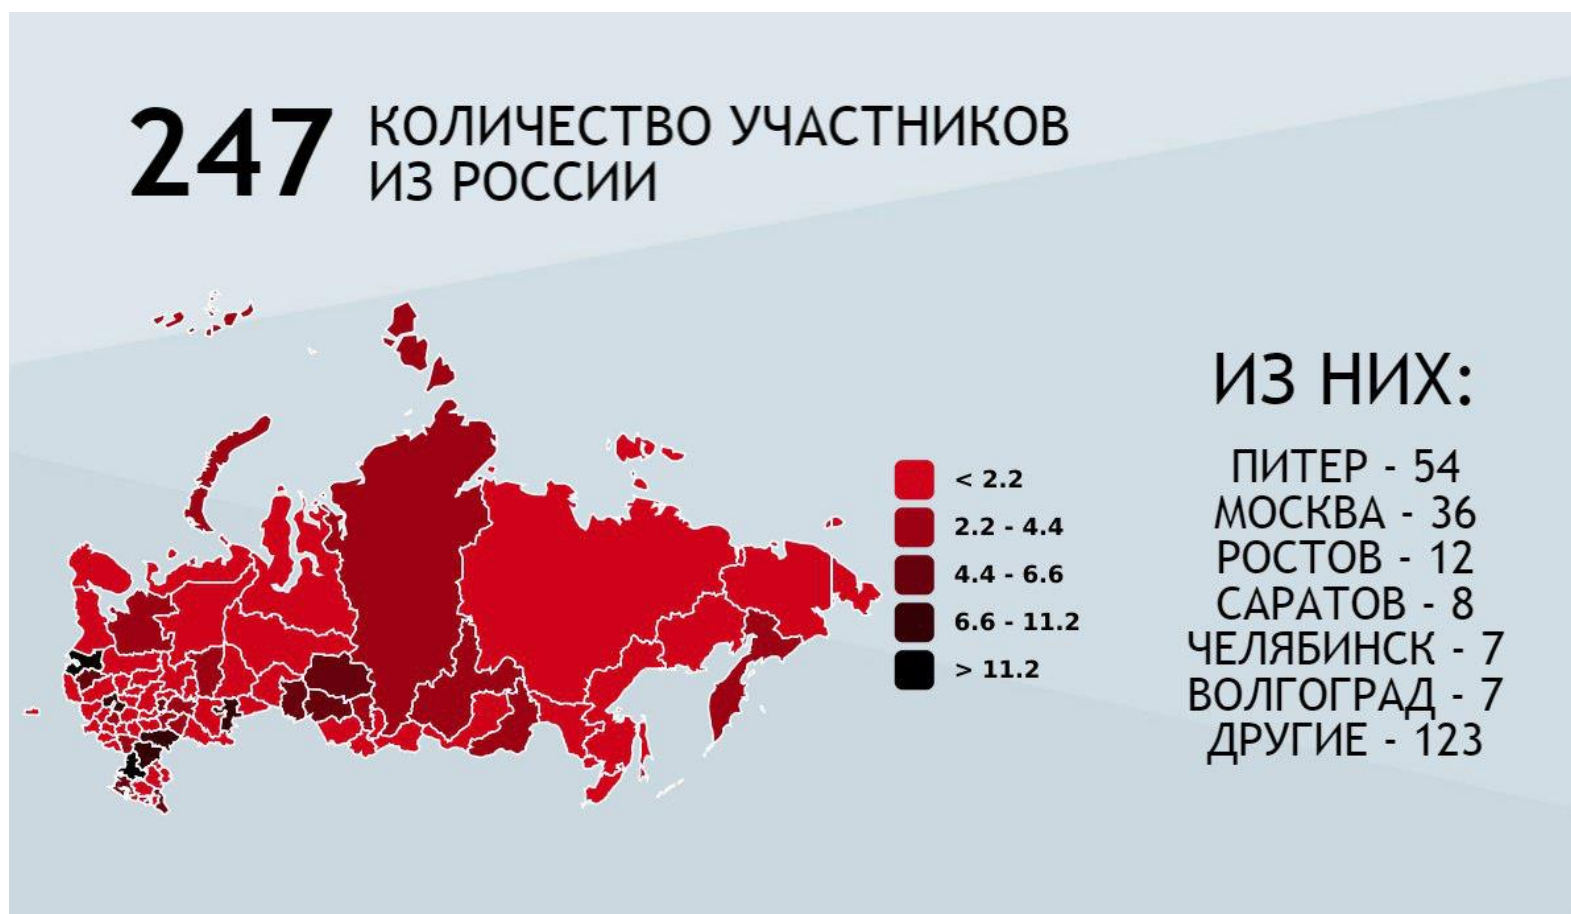 247
КОЛИЧЕСТВО УЧАСТНИКОВ
ИЗ РОССИИ
< 2.2
2.2 - 4.4
4.4 - 6.6
6.6 - 11.2
> 11.2
ИЗ НИХ:
ПИТЕР - 54
МОСКВА - 36
РОСТОВ - 12
САРАТОВ - 8
ЧЕЛЯБИНСК - 7
ВОЛГОГРАД - 7
ДРУГИЕ - 123